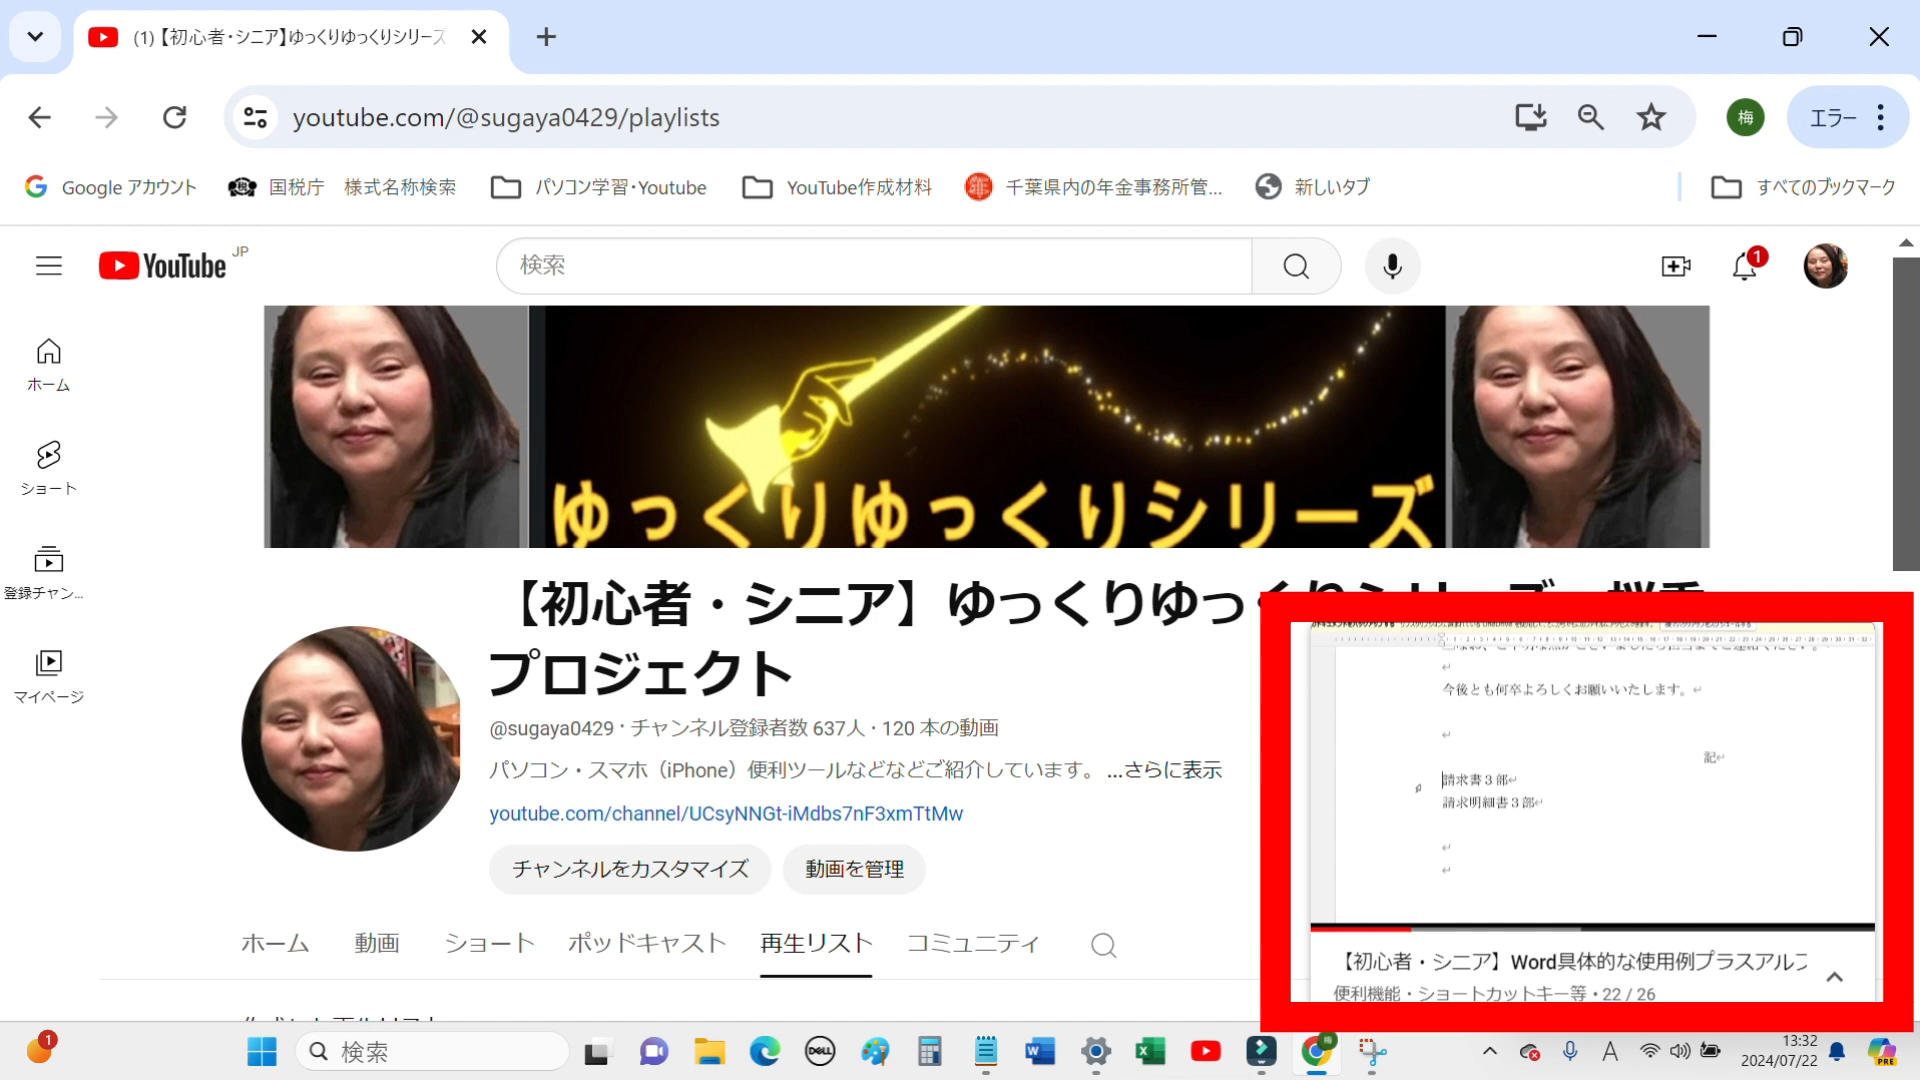 (1)【初心者・シニア】ゆっくりゆっくりシリーズ
youtube.com/@sugaya0429/playlists
梅
エラー
Google アカウント
国税庁 様式名称検索
パソコン学習・Youtube
YouTube作成材料
千葉県内の年金事務所管...
新しいタブ
すべてのブックマーク
YouTube JP
検索
1
ホーム
ショート
登録チャン...
マイページ
ゆっくりゆっくりシリーズ
【初心者・シニア】ゆっくりゆっくりシリーズ
プロジェクト
@sugaya0429・チャンネル登録者数 637人・120 本の動画
パソコン・スマホ（iPhone）便利ツールなどなどご紹介しています。 ...さらに表示
youtube.com/channel/UCsyNNGt-iMdbs7nF3xmTtMw
チャンネルをカスタマイズ
動画を管理
ホーム
動画
ショート
ポッドキャスト
再生リスト
コミュニティ
今後とも何卒よろしくお願いいたします。
記
請求書３部
請求明細書３部
【初心者・シニア】Word具体的な使用例プラスアルフ
便利機能・ショートカットキー等・22 / 26
1
検索
DELL
A
13:32
2024/07/22
PRE